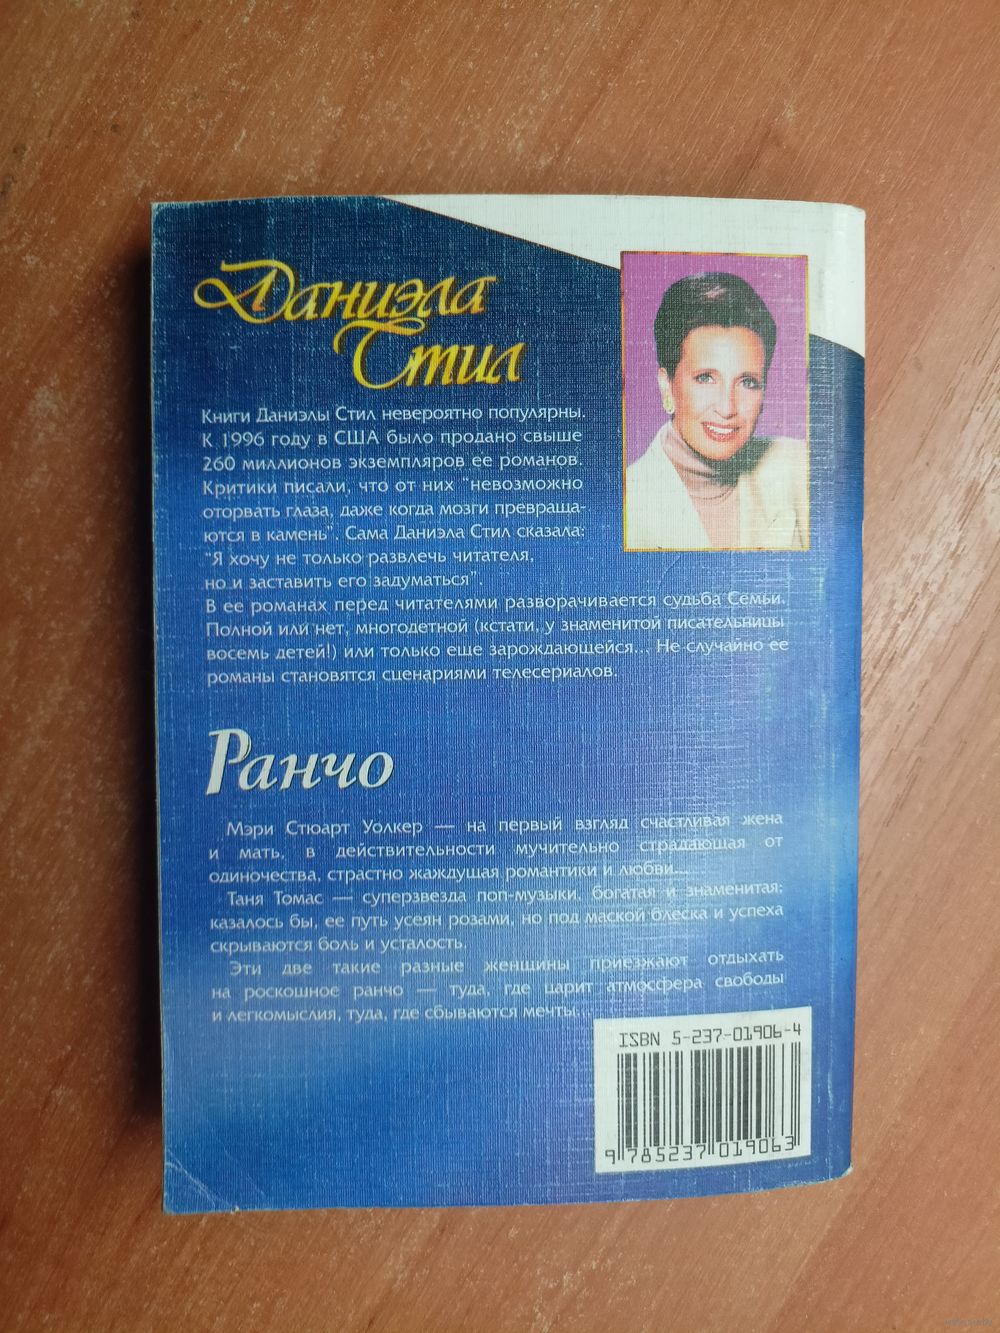 Даниэла
Стил
Книги Даниэлы Стил невероятно популярны.
К 1996 году в США было продано свыше
260 миллионов экземпляров ее романов.
Критики писали, что от них "невозможно
оторвать глаза, даже когда мозги превраща-
ются в камень". Сама Даниэла Стил сказала:
"Я хочу не только развлечь читателя,
но и заставить его задуматься".
В ее романах перед читателями разворачивается судьба Семьи.
Полной или нет, многодетной (кстати, у знаменитой писательницы
восемь детей!) или только еще зарождающейся... Не случайно ее
романы становятся сценариями телесериалов.
Ранчо
Мэри Стюарт Уолкер — на первый взгляд счастливая жена
и мать, в действительности мучительно страдающая от
одиночества, страстно жаждущая романтики и любви...
Таня Томас — суперзвезда поп-музыки, богатая и знаменитая;
казалось бы, ее путь усеян розами, но под маской блеска и успеха
скрываются боль и усталость.
Эти две такие разные женщины приезжают отдыхать
на роскошное ранчо — туда, где царит атмосфера свободы
и легкомыслия, туда, где сбываются мечты...
ISBN 5-237-01906-4
9 785237 019063